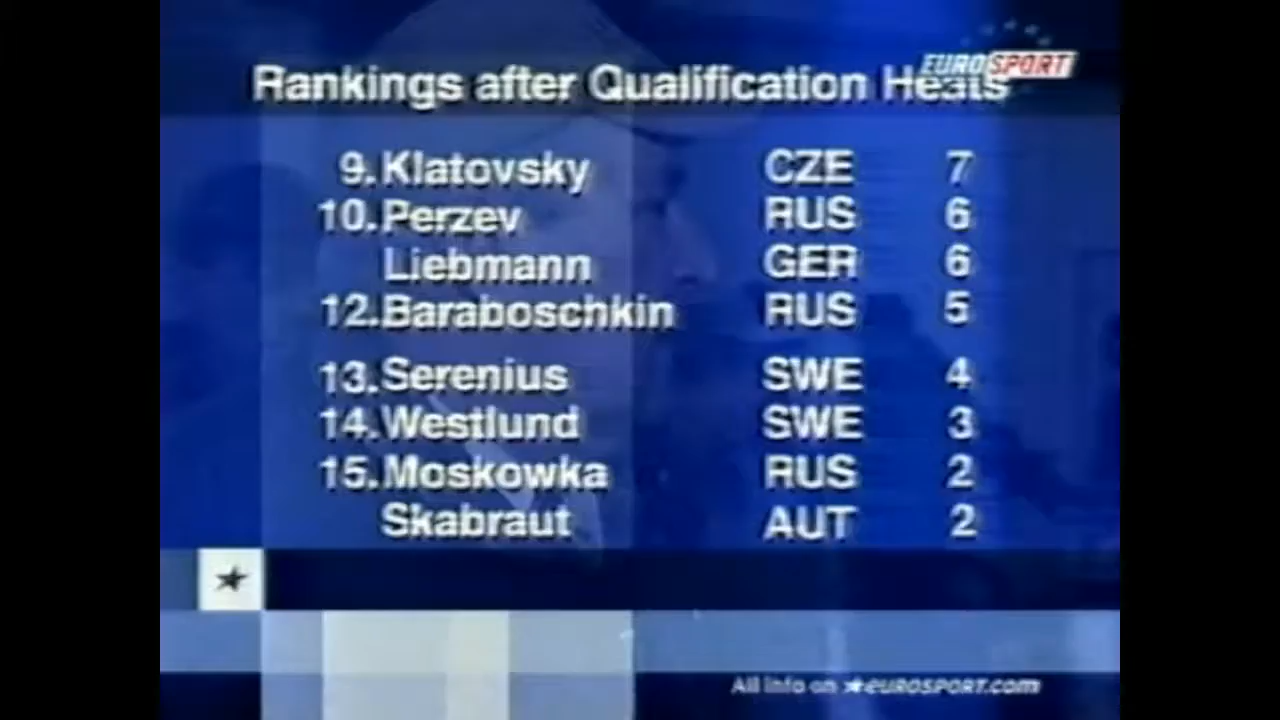 EUROSPORT
Rankings after Qualification Heats
9. Klatovsky CZE 7
10. Perzev RUS 6
Liebmann GER 6
12. Baraboschkin RUS 5
13. Serenius SWE 4
14. Westlund SWE 3
15. Moskowka RUS 2
Skabraut AUT 2
All info on eurosport.com